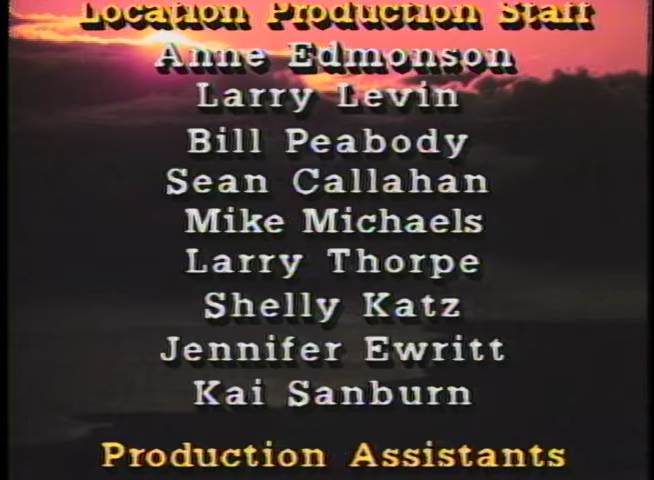 Location Production Staff
Anne Edmonson
Larry Levin
Bill Peabody
Sean Callahan
Mike Michaels
Larry Thorpe
Shelly Katz
Jennifer Ewritt
Kai Sanburn
Production Assistants